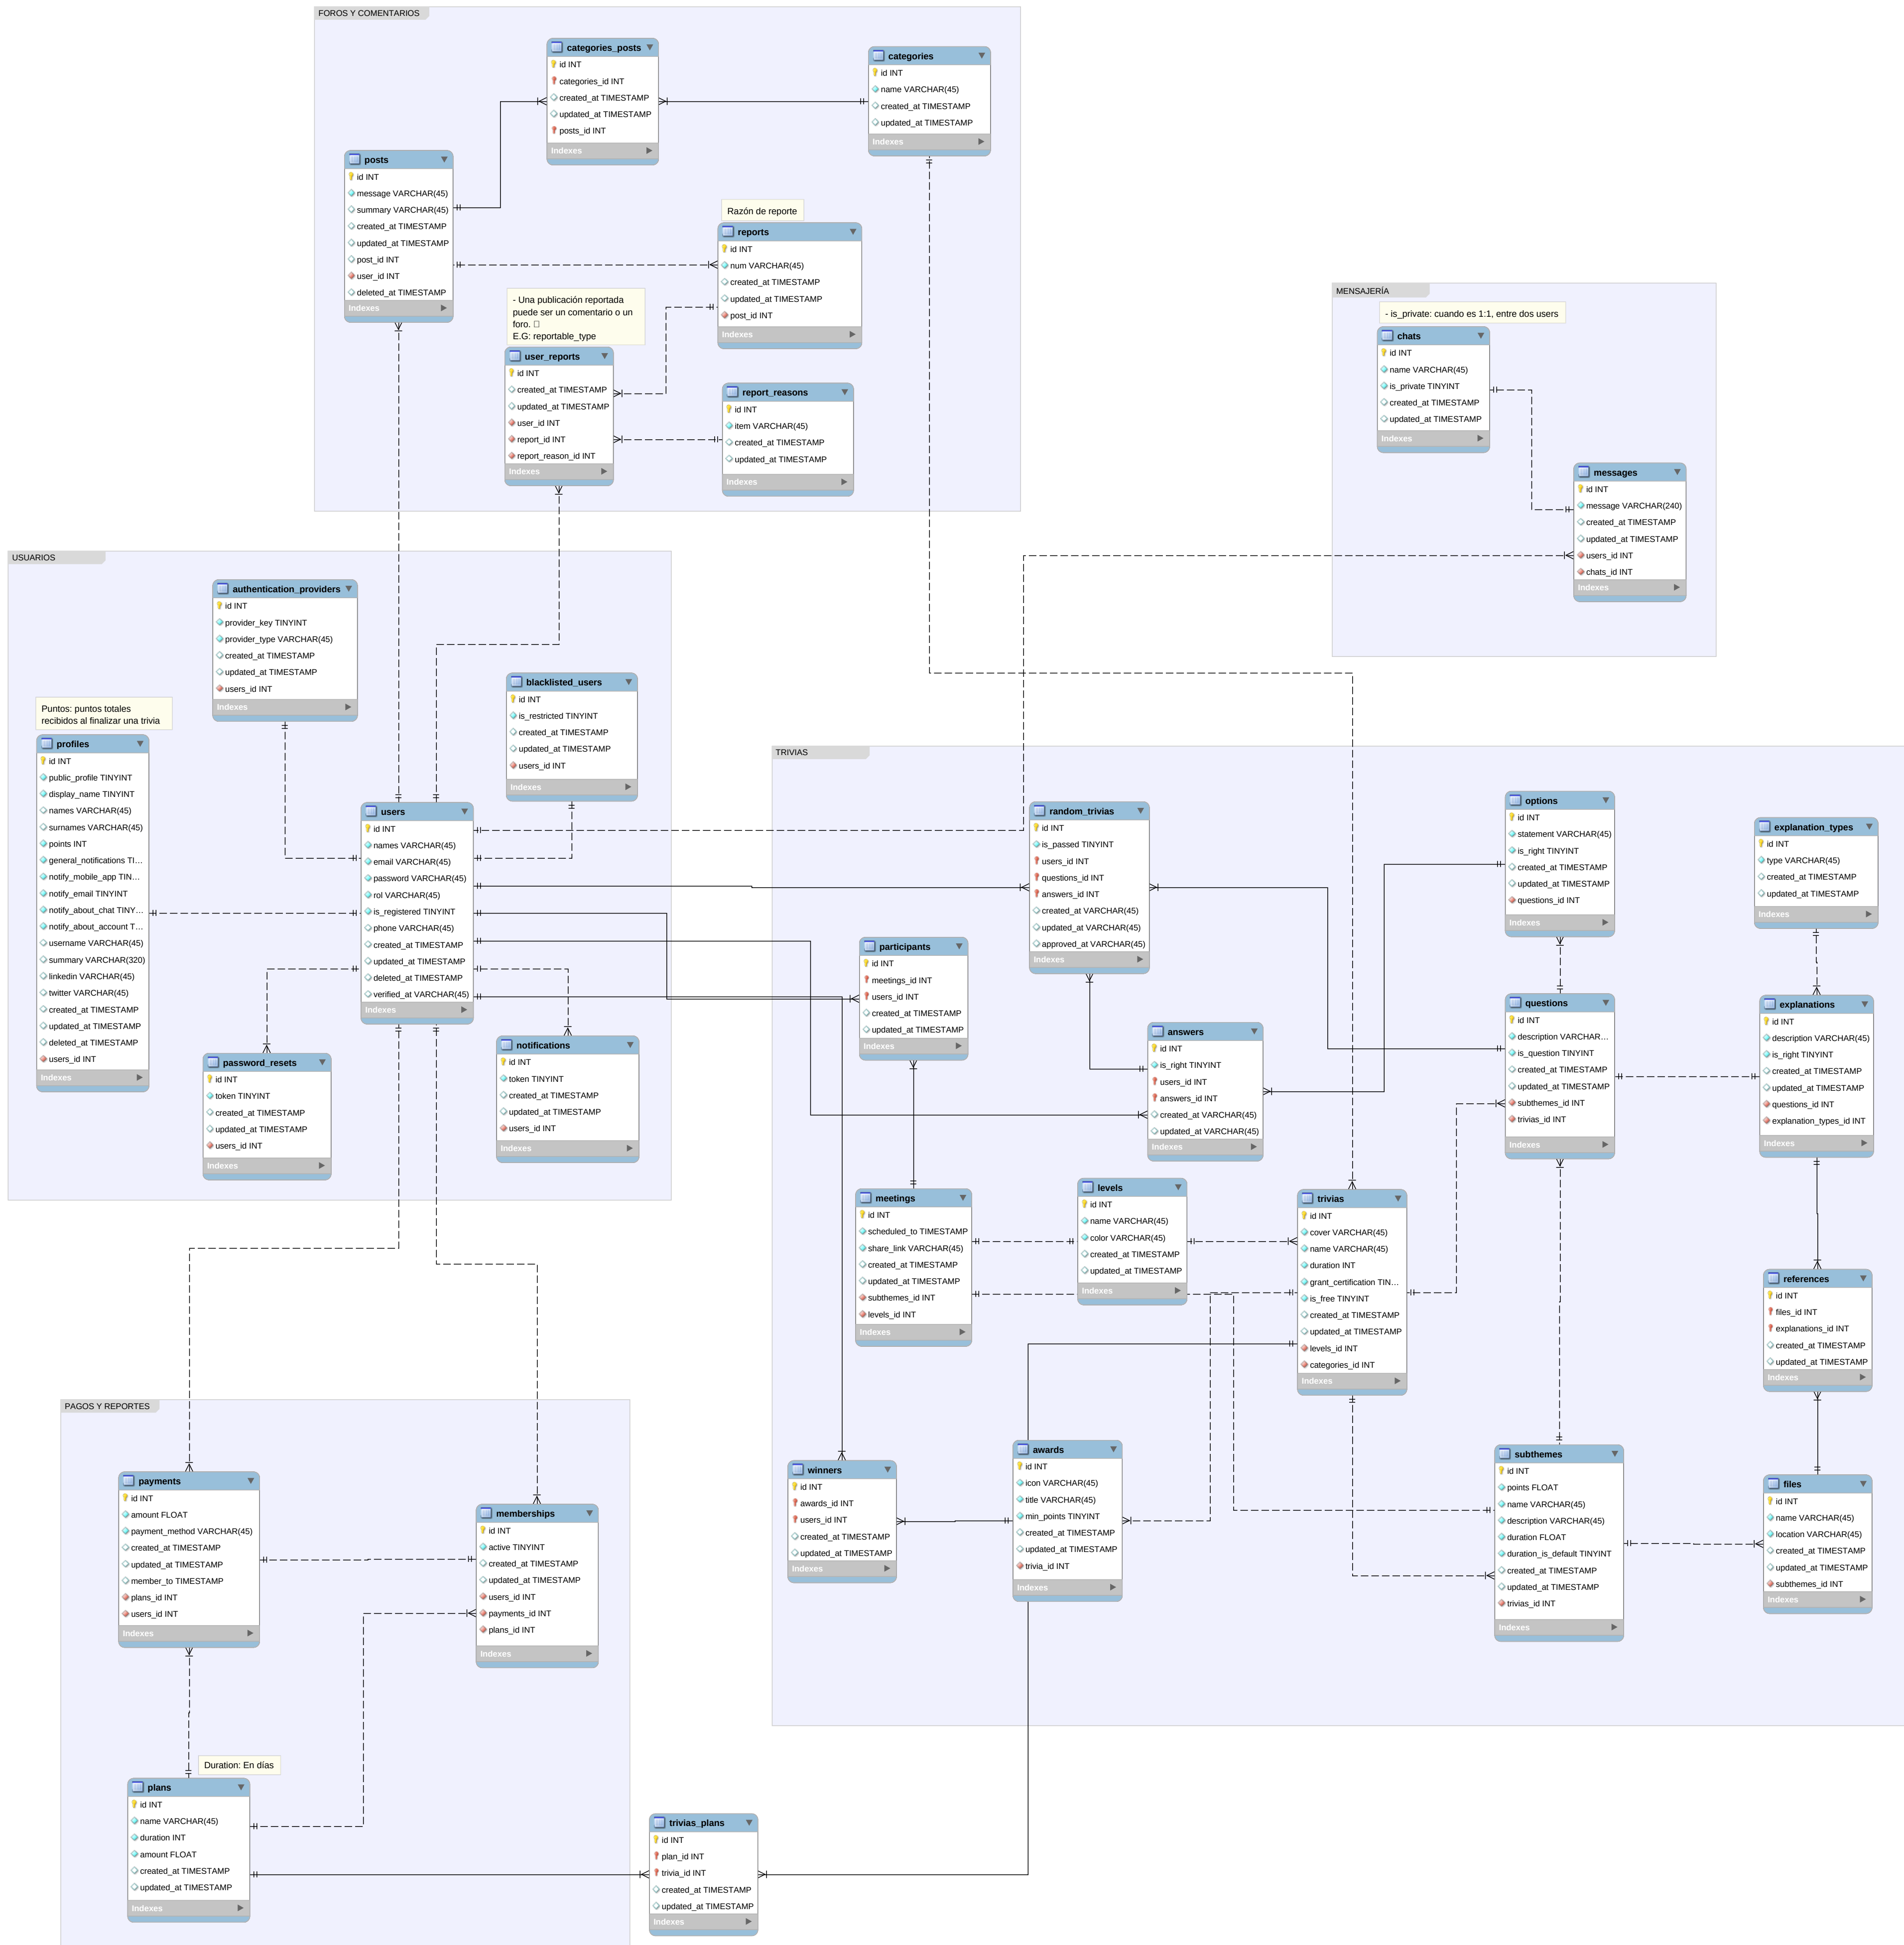 FOROS Y COMENTARIOS
categories_posts
id INT
categories_id INT
created_at TIMESTAMP
updated_at TIMESTAMP
posts_id INT
Indexes
categories
id INT
name VARCHAR(45)
created_at TIMESTAMP
updated_at TIMESTAMP
Indexes
posts
id INT
message VARCHAR(45)
summary VARCHAR(45)
created_at TIMESTAMP
updated_at TIMESTAMP
post_id INT
user_id INT
deleted_at TIMESTAMP
Indexes
Razón de reporte
reports
id INT
num VARCHAR(45)
created_at TIMESTAMP
updated_at TIMESTAMP
post_id INT
Indexes
- Una publicación reportada
puede ser un comentario o un
foro.
E.G: reportable_type
user_reports
id INT
created_at TIMESTAMP
updated_at TIMESTAMP
user_id INT
report_id INT
report_reason_id INT
Indexes
report_reasons
id INT
item VARCHAR(45)
created_at TIMESTAMP
updated_at TIMESTAMP
Indexes
MENSAJERÍA
- is_private: cuando es 1:1, entre dos users
chats
id INT
name VARCHAR(45)
is_private TINYINT
created_at TIMESTAMP
updated_at TIMESTAMP
Indexes
messages
id INT
message VARCHAR(240)
created_at TIMESTAMP
updated_at TIMESTAMP
users_id INT
chats_id INT
Indexes
USUARIOS
authentication_providers
id INT
provider_key TINYINT
provider_type VARCHAR(45)
created_at TIMESTAMP
updated_at TIMESTAMP
users_id INT
Indexes
blacklisted_users
id INT
is_restricted TINYINT
created_at TIMESTAMP
updated_at TIMESTAMP
users_id INT
Indexes
Puntos: puntos totales
recibidos al finalizar una trivia
profiles
id INT
public_profile TINYINT
display_name TINYINT
names VARCHAR(45)
surnames VARCHAR(45)
points INT
general_notifications TI...
notify_mobile_app TIN...
notify_email TINYINT
notify_about_chat TINY...
notify_about_account T...
username VARCHAR(45)
summary VARCHAR(320)
linkedin VARCHAR(45)
twitter VARCHAR(45)
created_at TIMESTAMP
updated_at TIMESTAMP
deleted_at TIMESTAMP
users_id INT
Indexes
users
id INT
names VARCHAR(45)
email VARCHAR(45)
password VARCHAR(45)
rol VARCHAR(45)
is_registered TINYINT
phone VARCHAR(45)
created_at TIMESTAMP
updated_at TIMESTAMP
deleted_at TIMESTAMP
verified_at VARCHAR(45)
Indexes
password_resets
id INT
token TINYINT
created_at TIMESTAMP
updated_at TIMESTAMP
users_id INT
Indexes
notifications
id INT
token TINYINT
created_at TIMESTAMP
updated_at TIMESTAMP
users_id INT
Indexes
TRIVIAS
random_trivias
id INT
is_passed TINYINT
users_id INT
questions_id INT
answers_id INT
created_at VARCHAR(45)
updated_at VARCHAR(45)
approved_at VARCHAR(45)
Indexes
options
id INT
statement VARCHAR(45)
is_right TINYINT
created_at TIMESTAMP
updated_at TIMESTAMP
questions_id INT
Indexes
explanation_types
id INT
type VARCHAR(45)
created_at TIMESTAMP
updated_at TIMESTAMP
Indexes
participants
id INT
meetings_id INT
users_id INT
created_at TIMESTAMP
updated_at TIMESTAMP
Indexes
answers
id INT
is_right TINYINT
users_id INT
answers_id INT
created_at VARCHAR(45)
updated_at VARCHAR(45)
Indexes
questions
id INT
description VARCHAR...
is_question TINYINT
created_at TIMESTAMP
updated_at TIMESTAMP
subthemes_id INT
trivias_id INT
Indexes
explanations
id INT
description VARCHAR(45)
is_right TINYINT
created_at TIMESTAMP
updated_at TIMESTAMP
questions_id INT
explanation_types_id INT
Indexes
meetings
id INT
scheduled_to TIMESTAMP
share_link VARCHAR(45)
created_at TIMESTAMP
updated_at TIMESTAMP
subthemes_id INT
levels_id INT
Indexes
levels
id INT
name VARCHAR(45)
color VARCHAR(45)
created_at TIMESTAMP
updated_at TIMESTAMP
Indexes
trivias
id INT
cover VARCHAR(45)
name VARCHAR(45)
duration INT
grant_certification TIN...
is_free TINYINT
created_at TIMESTAMP
updated_at TIMESTAMP
levels_id INT
categories_id INT
Indexes
references
id INT
files_id INT
explanations_id INT
created_at TIMESTAMP
updated_at TIMESTAMP
Indexes
winners
id INT
awards_id INT
users_id INT
created_at TIMESTAMP
updated_at TIMESTAMP
Indexes
awards
id INT
icon VARCHAR(45)
title VARCHAR(45)
min_points TINYINT
created_at TIMESTAMP
updated_at TIMESTAMP
trivia_id INT
Indexes
subthemes
id INT
points FLOAT
name VARCHAR(45)
description VARCHAR(45)
duration FLOAT
duration_is_default TINYINT
created_at TIMESTAMP
updated_at TIMESTAMP
trivias_id INT
Indexes
files
id INT
name VARCHAR(45)
location VARCHAR(45)
created_at TIMESTAMP
updated_at TIMESTAMP
subthemes_id INT
Indexes
PAGOS Y REPORTES
payments
id INT
amount FLOAT
payment_method VARCHAR(45)
created_at TIMESTAMP
updated_at TIMESTAMP
member_to TIMESTAMP
plans_id INT
users_id INT
Indexes
memberships
id INT
active TINYINT
created_at TIMESTAMP
updated_at TIMESTAMP
users_id INT
payments_id INT
plans_id INT
Indexes
Duration: En días
plans
id INT
name VARCHAR(45)
duration INT
amount FLOAT
created_at TIMESTAMP
updated_at TIMESTAMP
Indexes
trivias_plans
id INT
plan_id INT
trivia_id INT
created_at TIMESTAMP
updated_at TIMESTAMP
Indexes